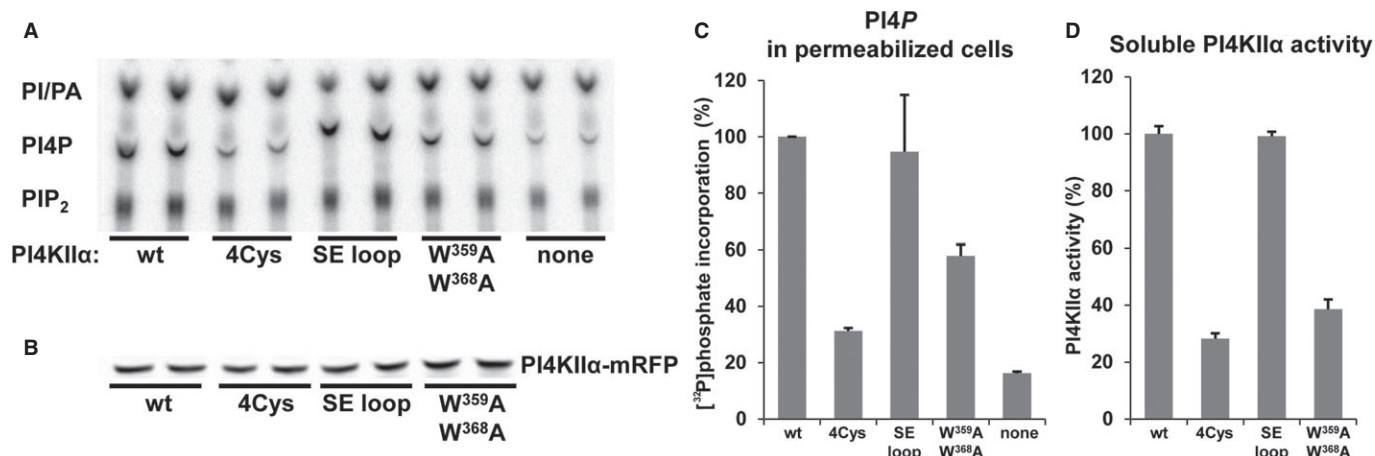 A
PI/PA
PI4P
PIP₂
PI4KIIα: wt 4Cys SE loop W³⁵⁹A none
W³⁶⁸A
B
PI4KIIα-mRFP
wt 4Cys SE loop W³⁵⁹A
W³⁶⁸A
C
PI4P
in permeabilized cells
[³²P]phosphate incorporation (%)
120
100
80
60
40
20
0
wt 4Cys SE W³⁵⁹A none
loop W³⁶⁸A
D
Soluble PI4KIIα activity
PI4KIIα activity (%)
120
100
80
60
40
20
0
wt 4Cys SE W³⁵⁹A
loop W³⁶⁸A